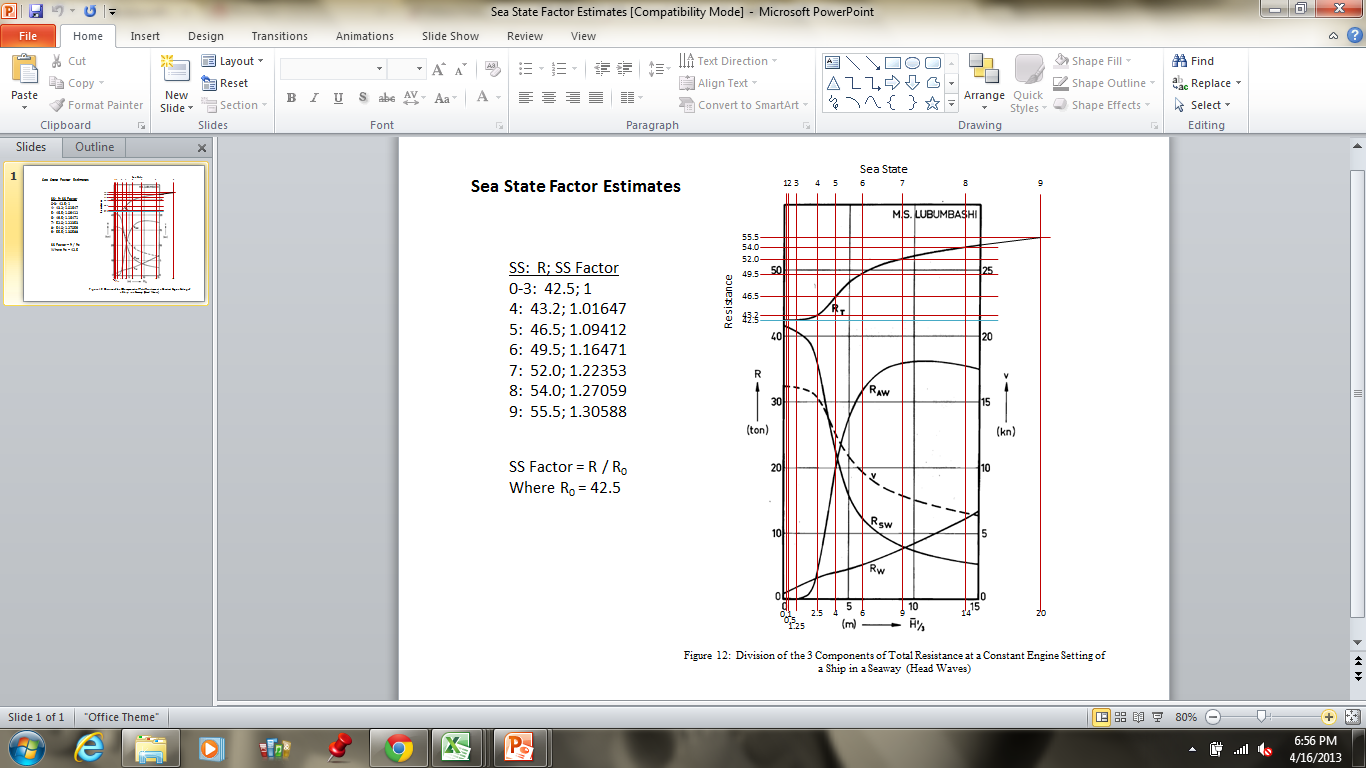 Sea State Factor Estimates [Compatibility Mode] - Microsoft PowerPoint
File Home Insert Design Transitions Animations Slide Show Review View
Paste
Cut
Copy
Format Painter
Clipboard
New Slide
Layout
Reset
Section
Slides
B I U S abc AV Aa A
Font
Paragraph
Text Direction
Align Text
Convert to SmartArt
Arrange
Quick Styles
Shape Fill
Shape Outline
Shape Effects
Drawing
Find
Replace
Select
Editing
Slides Outline
1
Sea State Factor Estimates
SS: R; SS Factor
0-3: 42.5; 1
4: 43.2; 1.01647
5: 46.5; 1.09412
6: 49.5; 1.16471
7: 52.0; 1.22353
8: 54.0; 1.27059
9: 55.5; 1.30588
SS Factor = R / R0
Where R0 = 42.5
Sea State
1 2 3 4 5 6 7 8 9
M.S. LUBUMBASHI
55.5
54.0
52.0
50 25
49.5
46.5
43.2
42.5
Resistance
RT
40 20
R v
RAW
30 15
(ton) (kn)
20 10
v
RSW
10 5
RW
0 0
0 5 10 15
0.1 2.5 4 6 9 14 20
0.5
1.25
(m) H̅1/3
Figure 12: Division of the 3 Components of Total Resistance at a Constant Engine Setting of
a Ship in a Seaway (Head Waves)
Slide 1 of 1 "Office Theme" 80%
6:56 PM
4/16/2013